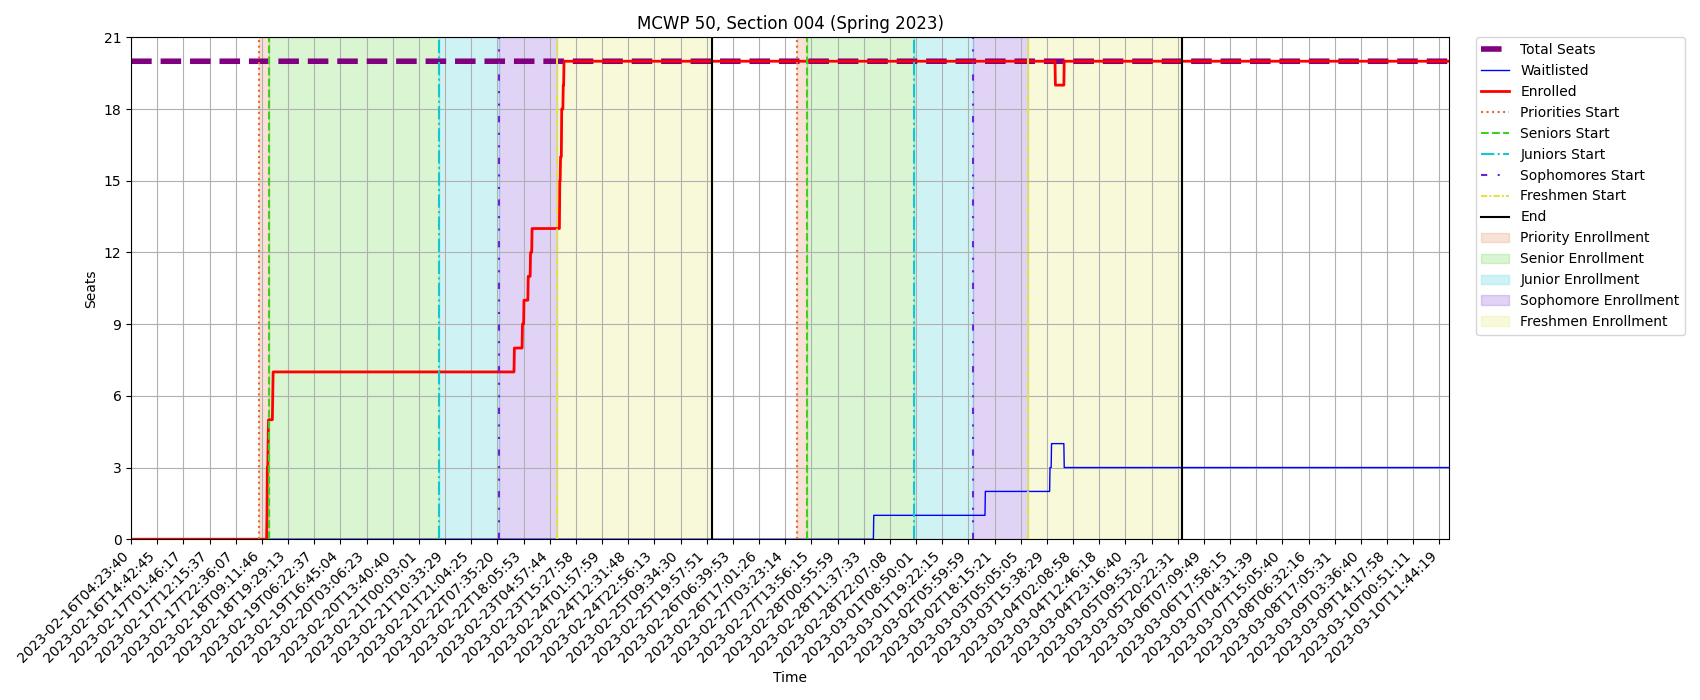 MCWP 50, Section 004 (Spring 2023)
21
18
15
12
9
6
3
0
Seats
2023-02-16T04:23:40
2023-02-16T14:42:45
2023-02-17T01:46:17
2023-02-17T12:15:37
2023-02-17T22:36:07
2023-02-18T09:11:46
2023-02-18T19:29:13
2023-02-19T06:22:37
2023-02-19T16:45:04
2023-02-20T03:06:23
2023-02-20T13:40:40
2023-02-21T00:03:01
2023-02-21T10:33:29
2023-02-21T21:04:25
2023-02-22T07:35:20
2023-02-22T18:05:53
2023-02-23T04:57:44
2023-02-23T15:27:58
2023-02-24T01:57:59
2023-02-24T12:31:48
2023-02-24T22:56:13
2023-02-25T09:34:30
2023-02-25T19:57:51
2023-02-26T06:39:53
2023-02-26T17:01:26
2023-02-27T03:23:14
2023-02-27T13:56:15
2023-02-28T00:55:59
2023-02-28T11:37:33
2023-02-28T22:07:08
2023-03-01T08:50:01
2023-03-01T19:22:15
2023-03-02T05:59:59
2023-03-02T18:15:21
2023-03-03T05:05:05
2023-03-03T15:38:29
2023-03-04T02:08:58
2023-03-04T12:46:18
2023-03-04T23:16:40
2023-03-05T09:53:32
2023-03-05T20:22:31
2023-03-06T07:09:49
2023-03-06T17:58:15
2023-03-07T04:31:39
2023-03-07T15:05:40
2023-03-08T06:32:16
2023-03-08T17:05:31
2023-03-09T03:36:40
2023-03-09T14:17:58
2023-03-10T00:51:11
2023-03-10T11:44:19
Time
Total Seats
Waitlisted
Enrolled
Priorities Start
Seniors Start
Juniors Start
Sophomores Start
Freshmen Start
End
Priority Enrollment
Senior Enrollment
Junior Enrollment
Sophomore Enrollment
Freshmen Enrollment